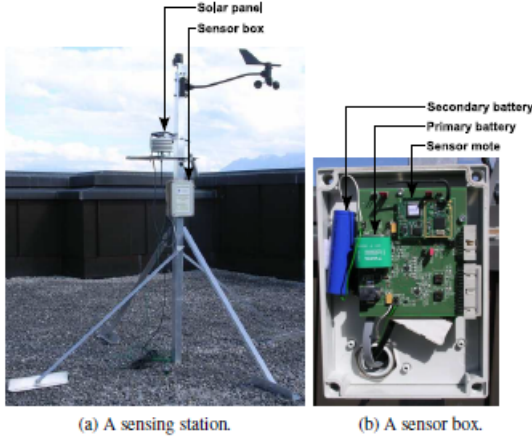 Solar panel
Sensor box
Secondary battery
Primary battery
Sensor mote
(a) A sensing station.
(b) A sensor box.